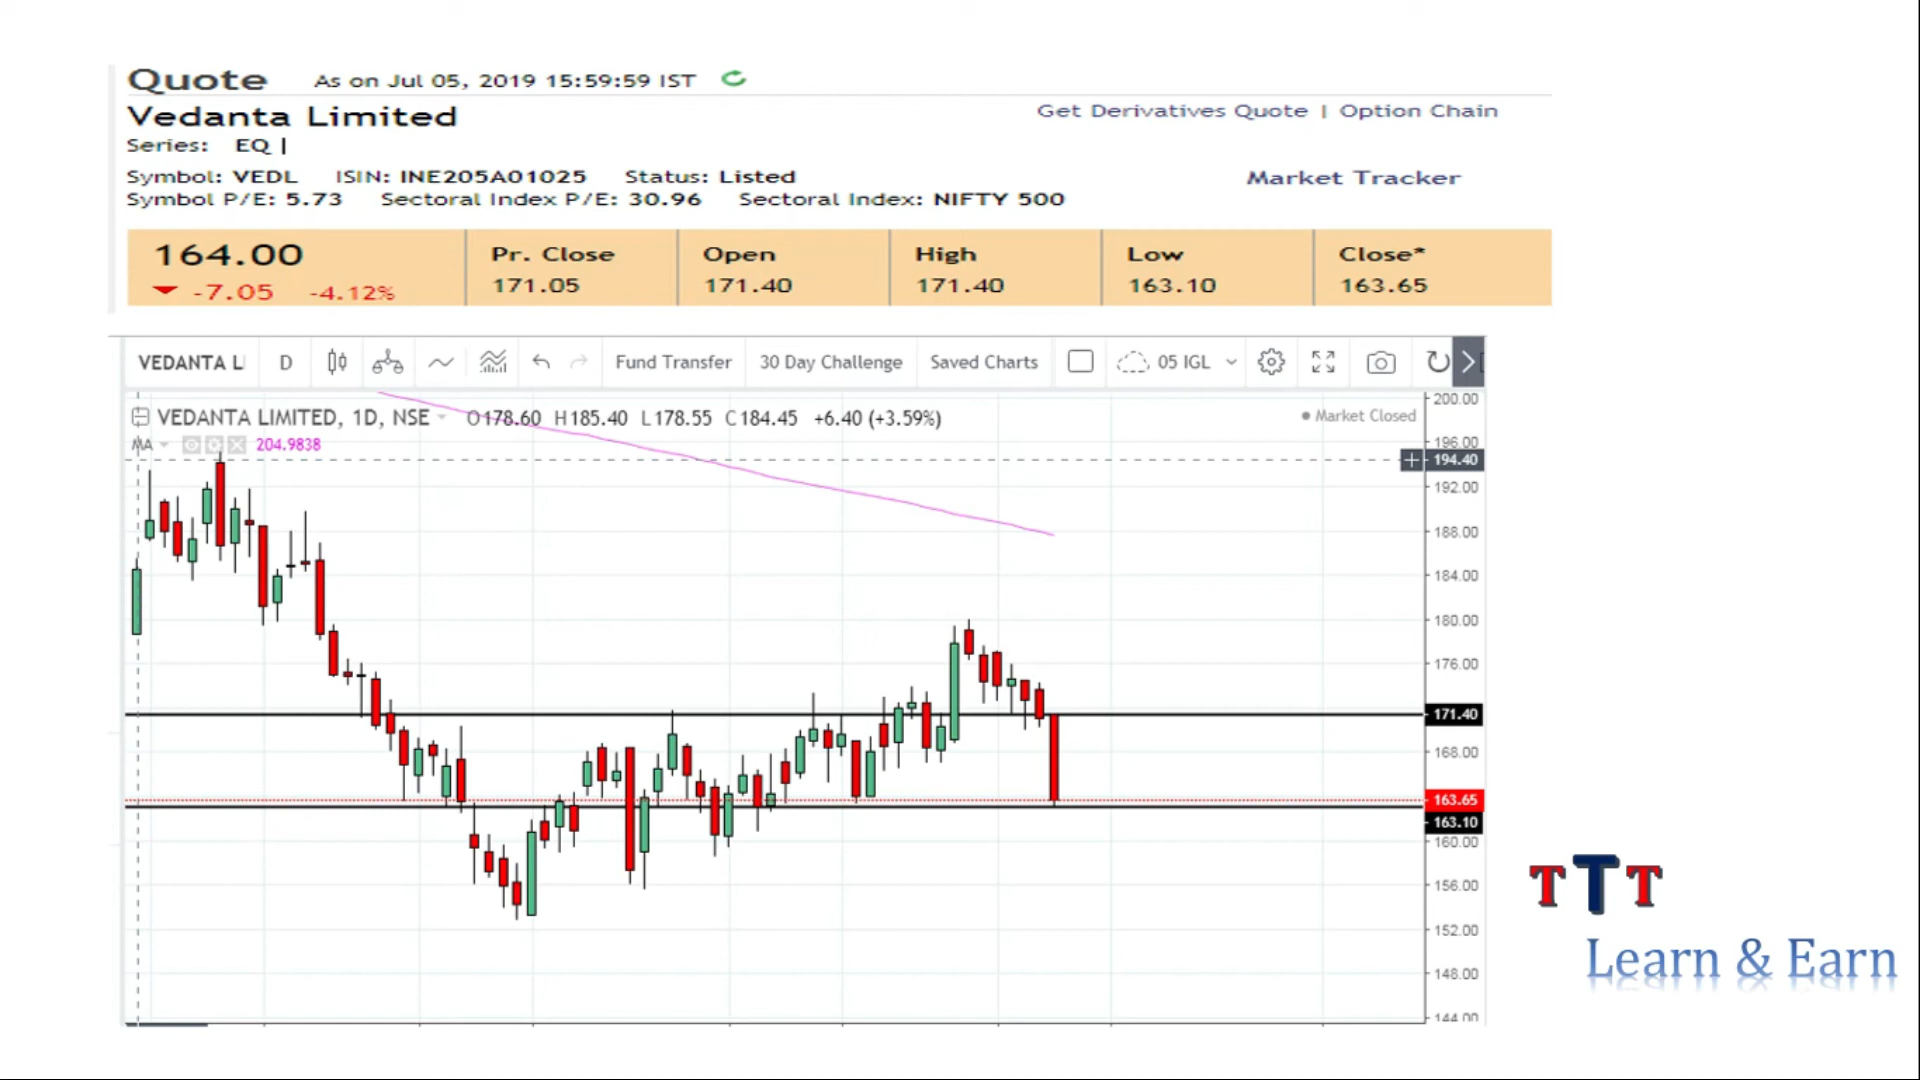 Quote As on Jul 05, 2019 15:59:59 IST
Vedanta Limited
Get Derivatives Quote | Option Chain
Series: EQ |
Symbol: VEDL ISIN: INE205A01025 Status: Listed
Market Tracker
Symbol P/E: 5.73 Sectoral Index P/E: 30.96 Sectoral Index: NIFTY 500
164.00 Pr. Close Open High Low Close*
-7.05 -4.12% 171.05 171.40 171.40 163.10 163.65
VEDANTA LI D Fund Transfer 30 Day Challenge Saved Charts 05 IGL
VEDANTA LIMITED, 1D, NSE O178.60 H185.40 L178.55 C184.45 +6.40 (+3.59%)
Market Closed
MA 204.9838
200.00
196.00
194.40
192.00
188.00
184.00
180.00
176.00
171.40
168.00
163.65
163.10
160.00
156.00
152.00
148.00
144.00
TTT
Learn & Earn